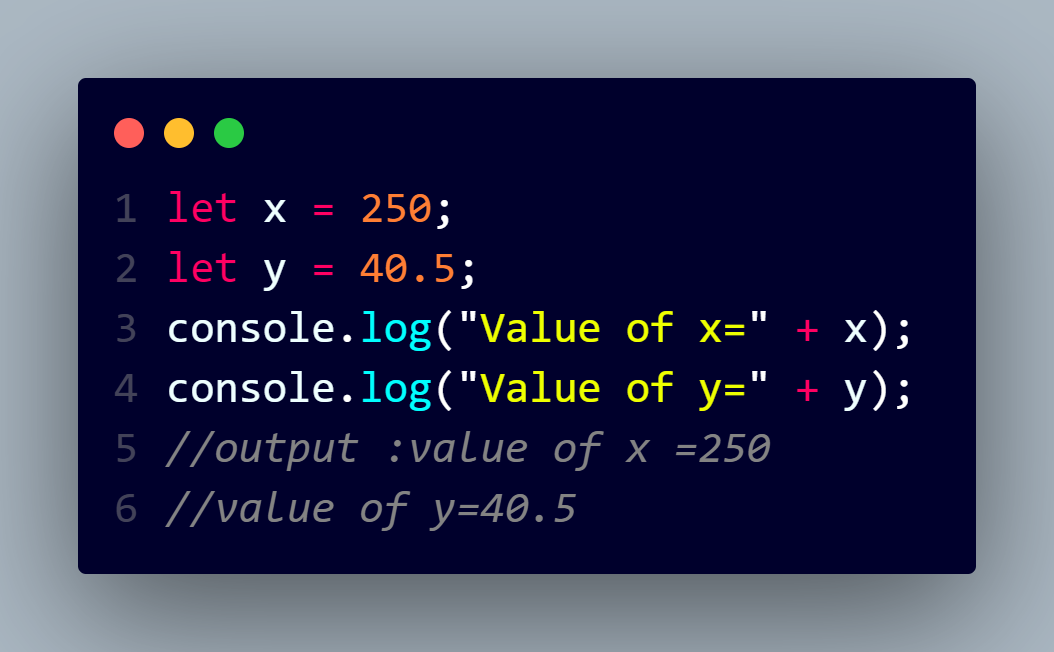 1 let x = 250;
2 let y = 40.5;
3 console.log("Value of x=" + x);
4 console.log("Value of y=" + y);
5 //output :value of x =250
6 //value of y=40.5